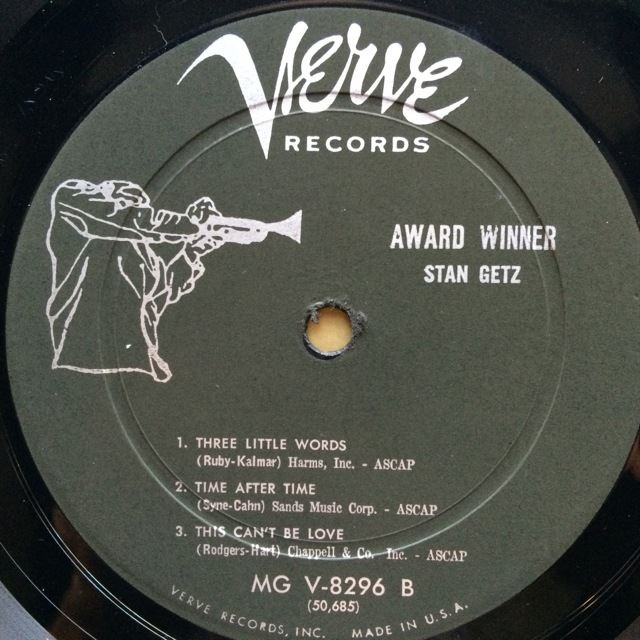 Verve
RECORDS
AWARD WINNER
STAN GETZ
1. THREE LITTLE WORDS
(Ruby-Kalmar) Harms, Inc. - ASCAP
2. TIME AFTER TIME
(Syne-Cahn) Sands Music Corp. - ASCAP
3. THIS CAN'T BE LOVE
(Rodgers-Hart) Chappell & Co. Inc. - ASCAP
MG V-8296 B
(50,685)
VERVE RECORDS, INC. MADE IN U.S.A.